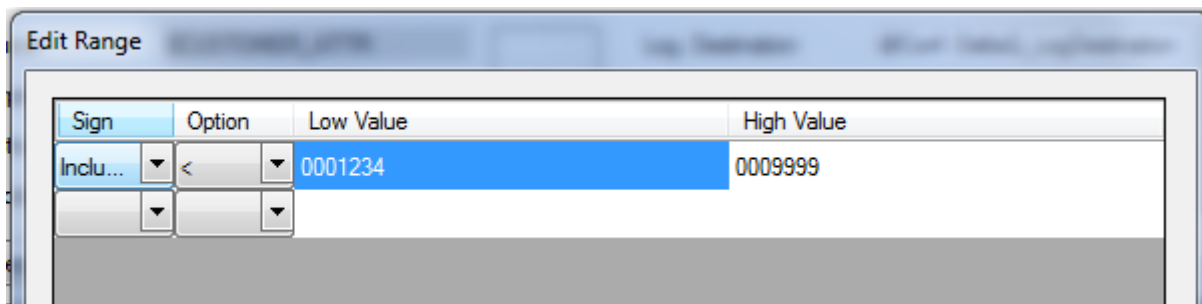 Edit Range
Sign Option Low Value High Value
Inclu... < 0001234 0009999